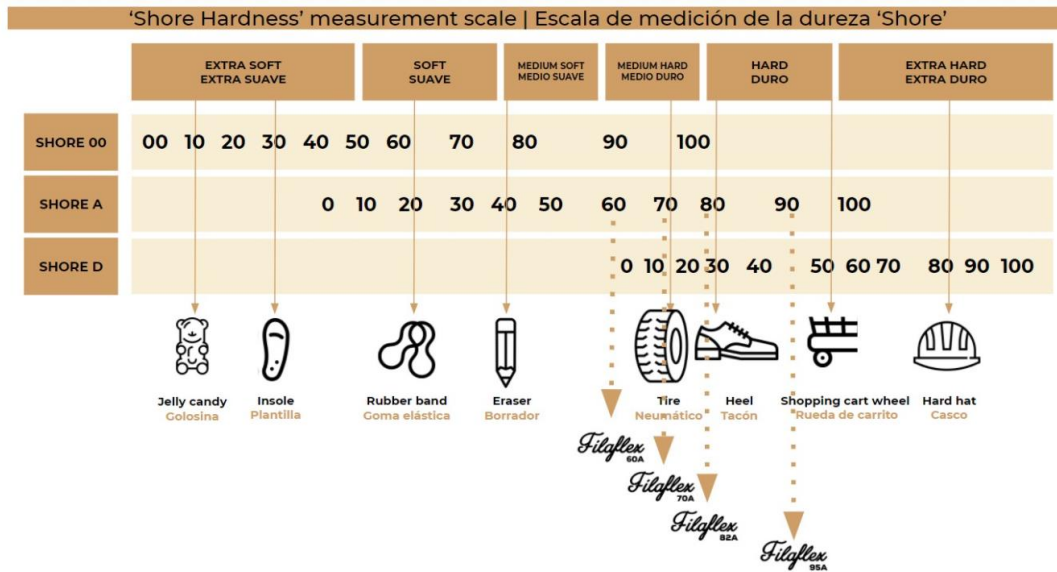 ‘Shore Hardness’ measurement scale | Escala de medición de la dureza ‘Shore’
EXTRA SOFT
EXTRA SUAVE
SOFT
SUAVE
MEDIUM SOFT
MEDIO SUAVE
MEDIUM HARD
MEDIO DURO
HARD
DURO
EXTRA HARD
EXTRA DURO
SHORE 00
00 10 20 30 40 50 60 70 80 90 100
SHORE A
0 10 20 30 40 50 60 70 80 90 100
SHORE D
0 10 20 30 40 50 60 70 80 90 100
Jelly candy
Golosina
Insole
Plantilla
Rubber band
Goma elástica
Eraser
Borrador
Tire
Neumático
Heel
Tacón
Shopping cart wheel
Rueda de carrito
Hard hat
Casco
Filaflex
60A
Filaflex
70A
Filaflex
82A
Filaflex
95A